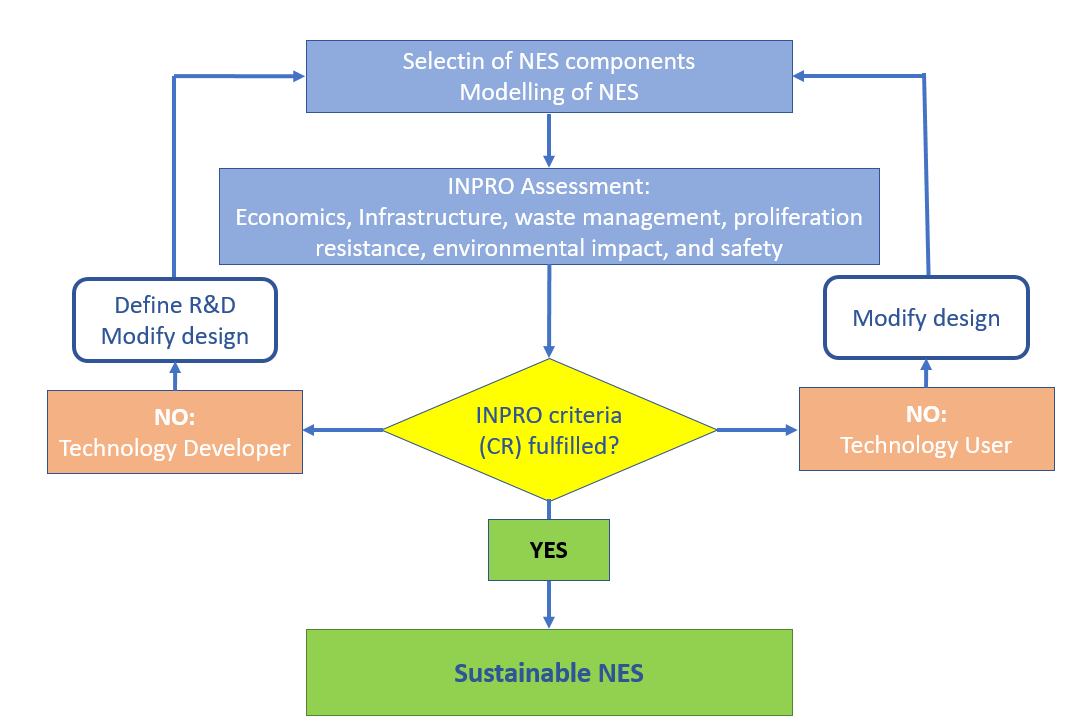 Selectin of NES components
Modelling of NES
INPRO Assessment:
Economics, Infrastructure, waste management, proliferation
resistance, environmental impact, and safety
Define R&D
Modify design
Modify design
NO:
Technology Developer
INPRO criteria
(CR) fulfilled?
NO:
Technology User
YES
Sustainable NES